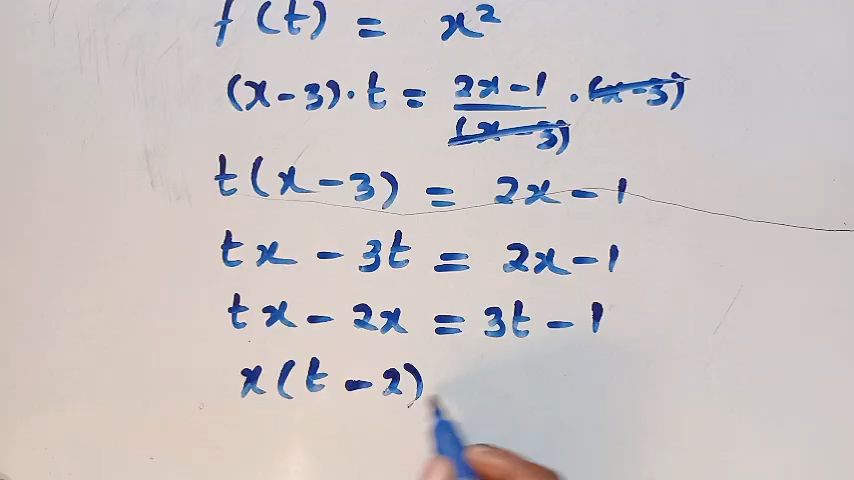 f(t) = x²
(x-3)·t = 2x-1/(x-3) ·(x-3)
t(x-3) = 2x-1
tx - 3t = 2x-1
tx - 2x = 3t-1
x(t-2)